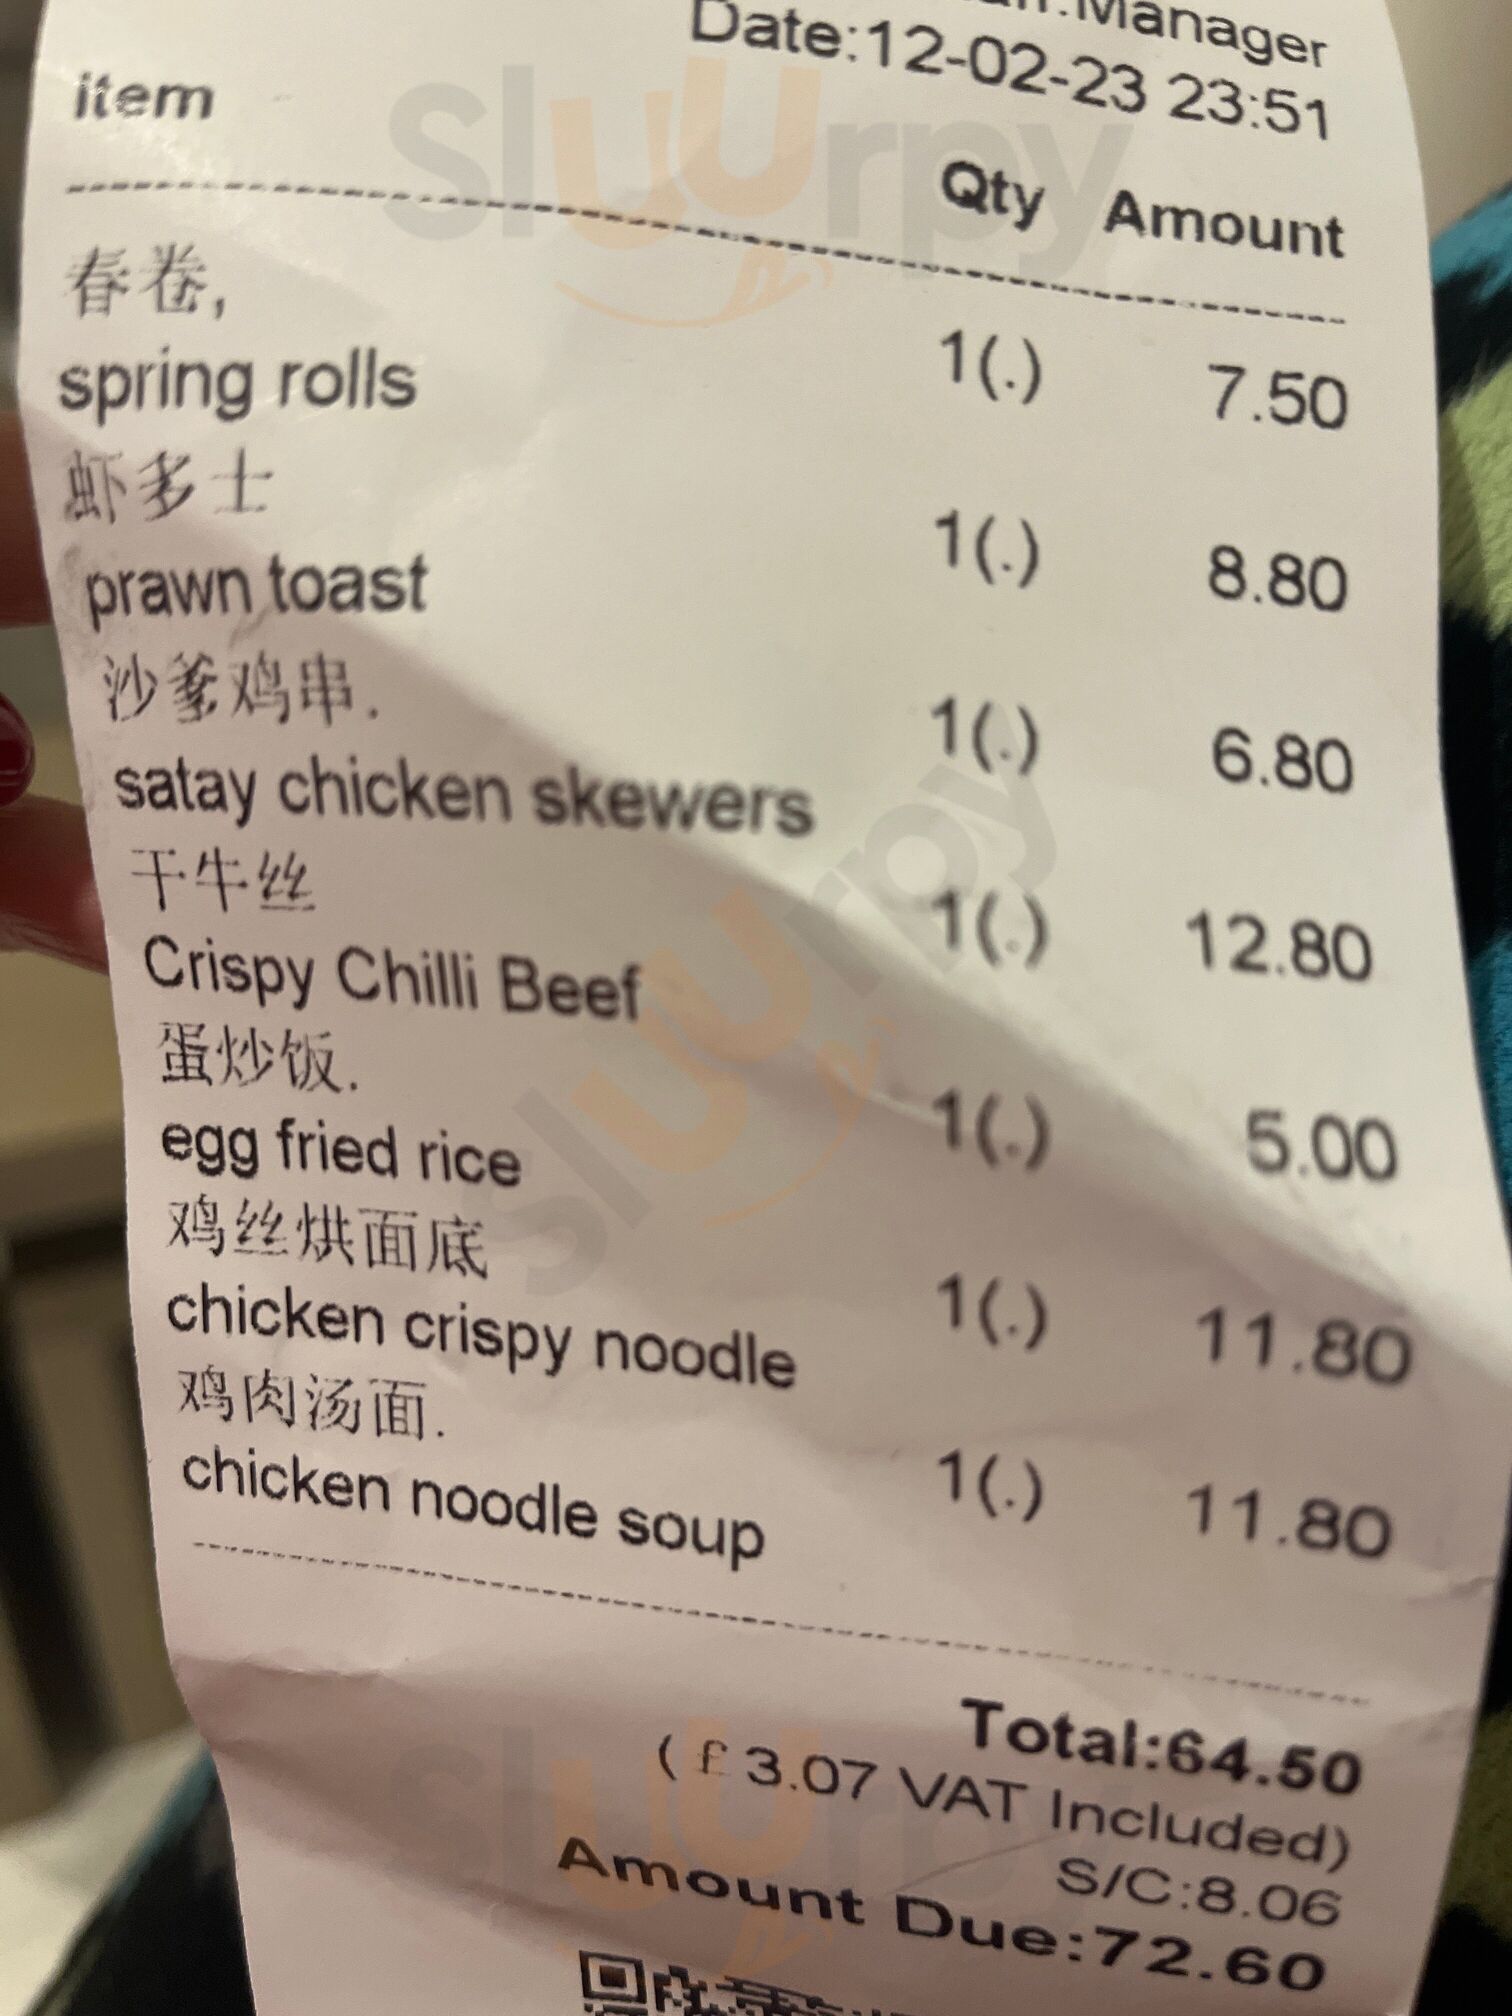 Manager
Date:12-02-23 23:51
item Qty Amount
春卷,
spring rolls 1(.) 7.50
虾多士
prawn toast 1(.) 8.80
沙爹鸡串.
satay chicken skewers 1(.) 6.80
干牛丝
Crispy Chilli Beef 1(.) 12.80
蛋炒饭.
egg fried rice 1(.) 5.00
鸡丝烘面底
chicken crispy noodle 1(.) 11.80
鸡肉汤面.
chicken noodle soup 1(.) 11.80
Total:64.50
(£3.07 VAT Included)
S/C:8.06
Amount Due:72.60
Sluurpy
Sluurpy
Sluurpy